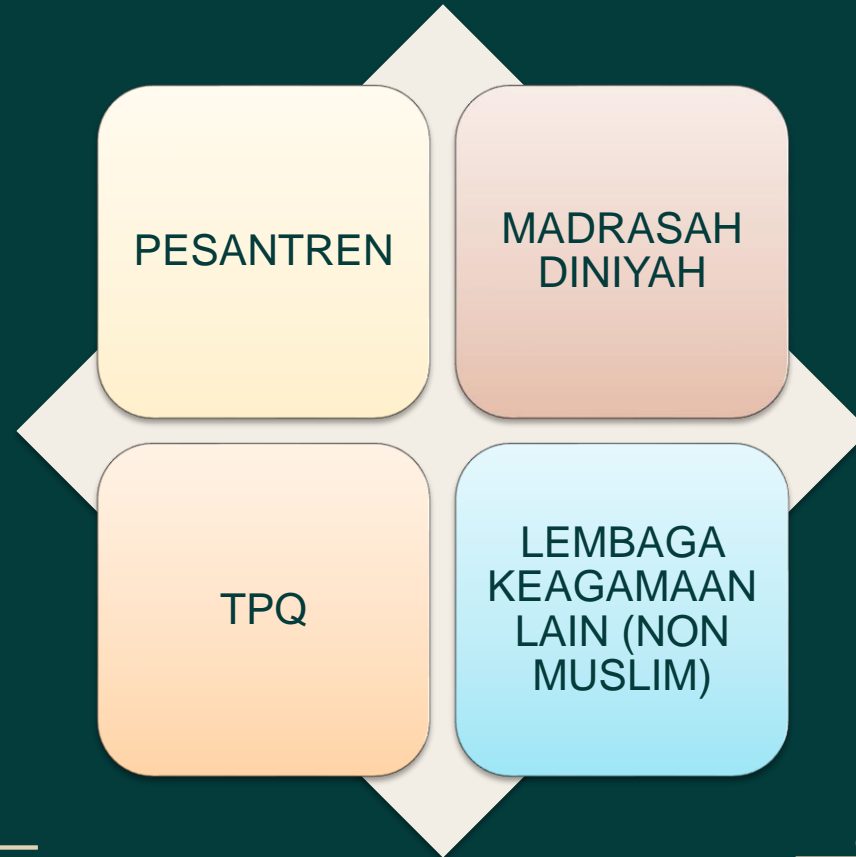 PESANTREN
MADRASAH
DINIYAH
TPQ
LEMBAGA
KEAGAMAAN
LAIN (NON
MUSLIM)